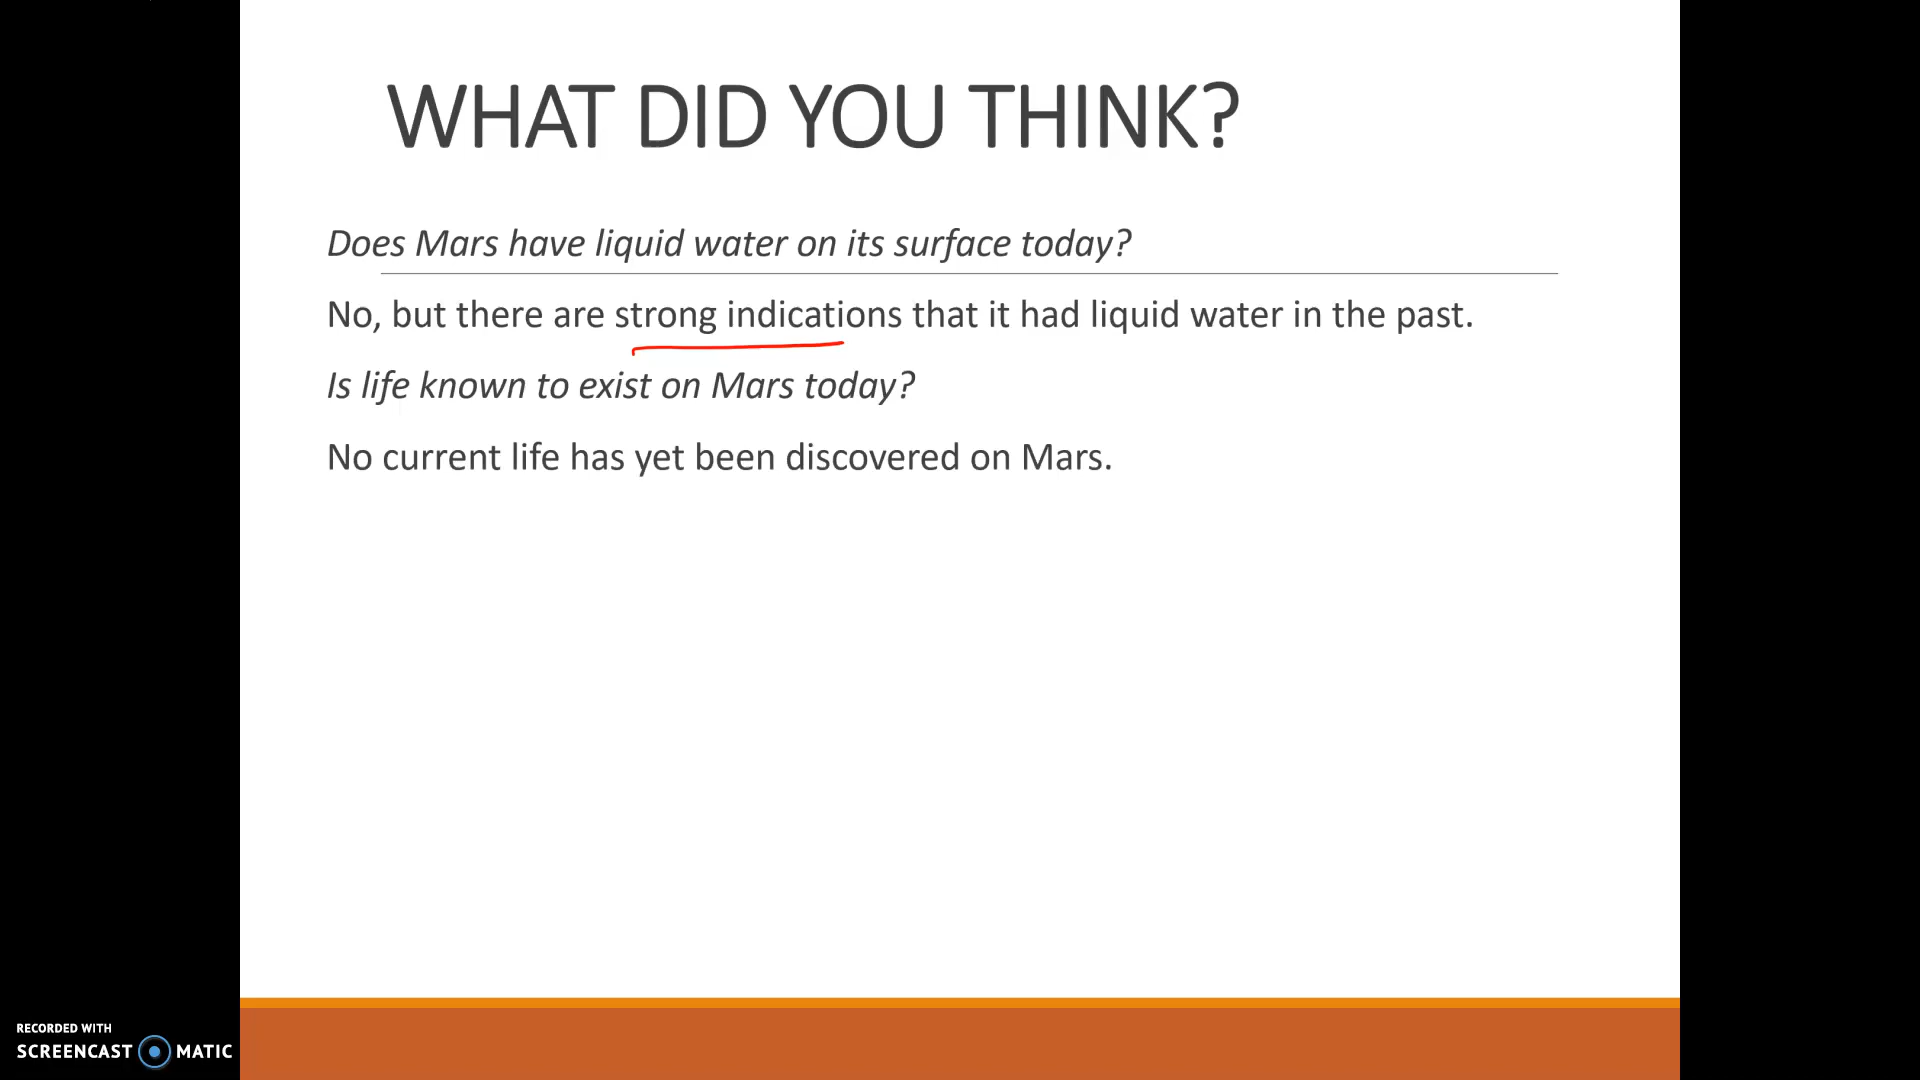 WHAT DID YOU THINK?
Does Mars have liquid water on its surface today?
No, but there are strong indications that it had liquid water in the past.
Is life known to exist on Mars today?
No current life has yet been discovered on Mars.
RECORDED WITH
SCREENCAST MATIC